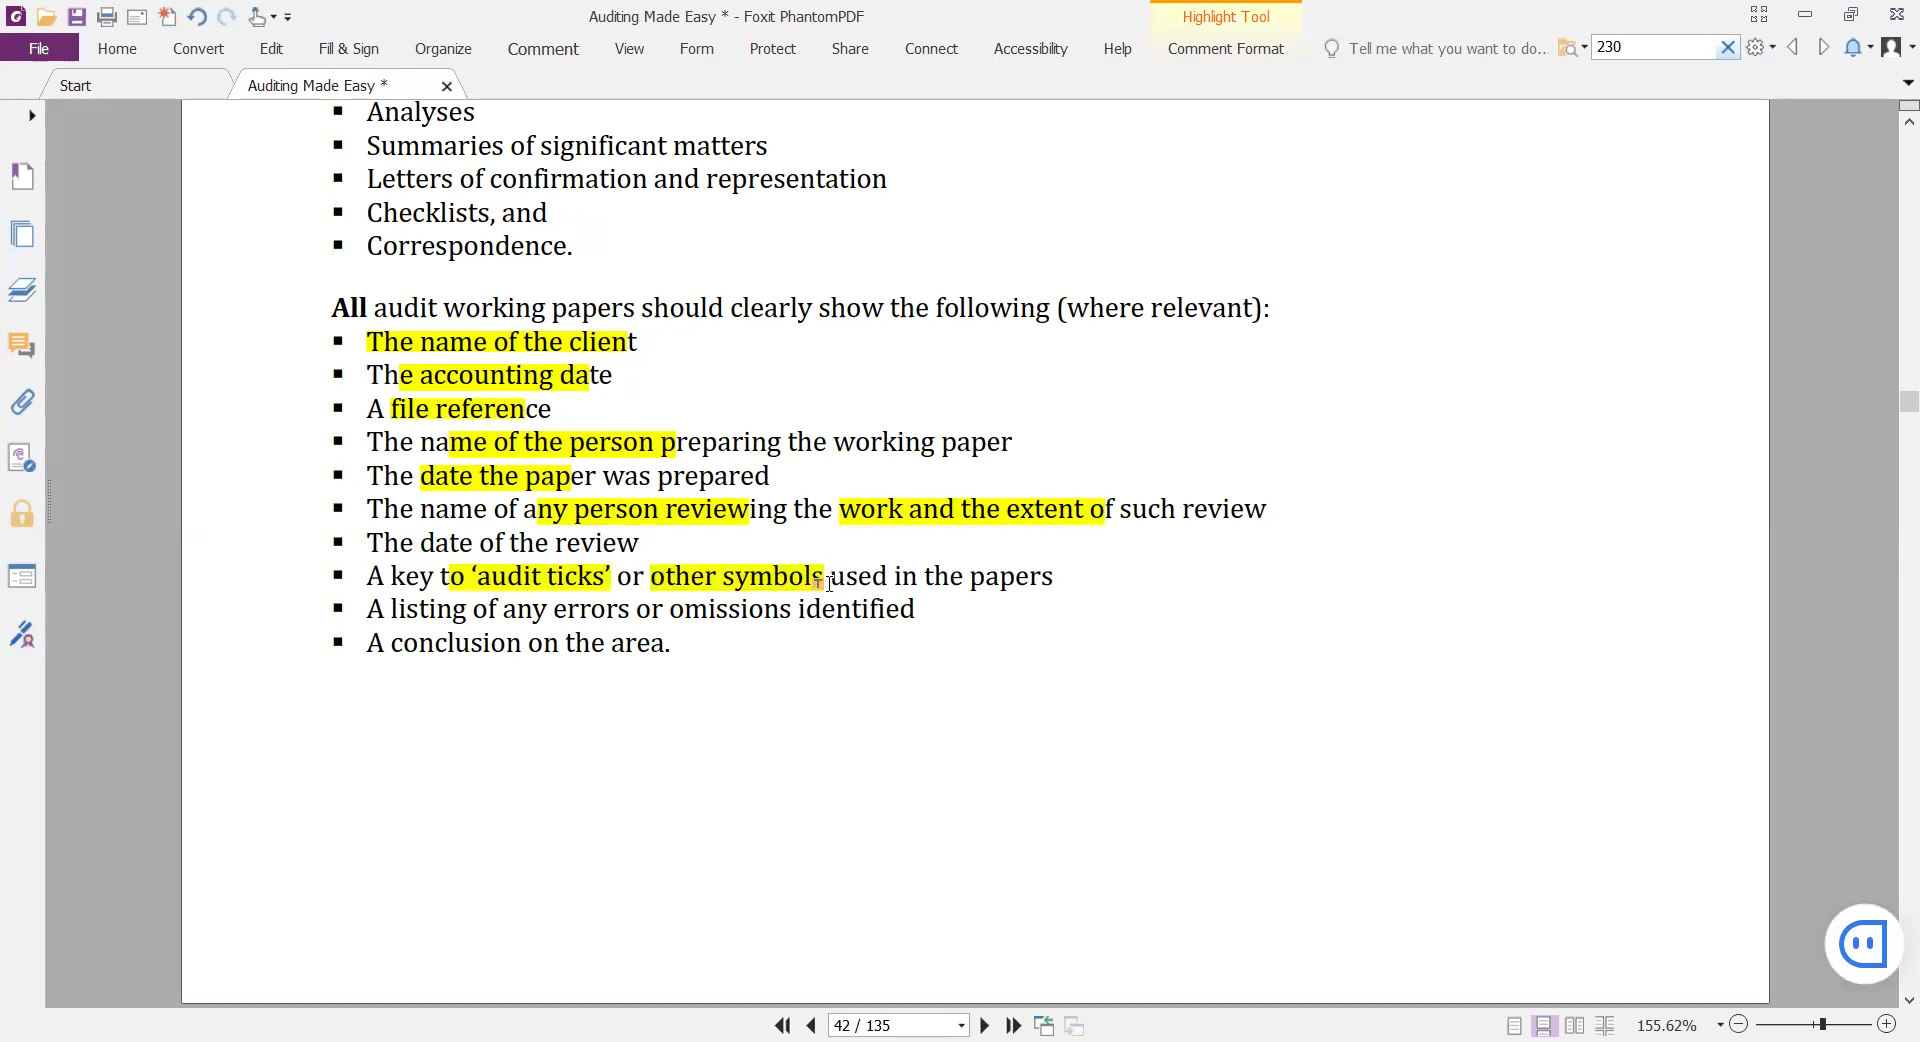 Auditing Made Easy * - Foxit PhantomPDF
Highlight Tool
File Home Convert Edit Fill & Sign Organize Comment View Form Protect Share Connect Accessibility Help Comment Format Tell me what you want to do... 230
Start
Auditing Made Easy *
▪ Analyses
▪ Summaries of significant matters
▪ Letters of confirmation and representation
▪ Checklists, and
▪ Correspondence.
All audit working papers should clearly show the following (where relevant):
▪ The name of the client
▪ The accounting date
▪ A file reference
▪ The name of the person preparing the working paper
▪ The date the paper was prepared
▪ The name of any person reviewing the work and the extent of such review
▪ The date of the review
▪ A key to ‘audit ticks’ or other symbols used in the papers
▪ A listing of any errors or omissions identified
▪ A conclusion on the area.
42 / 135
155.62%